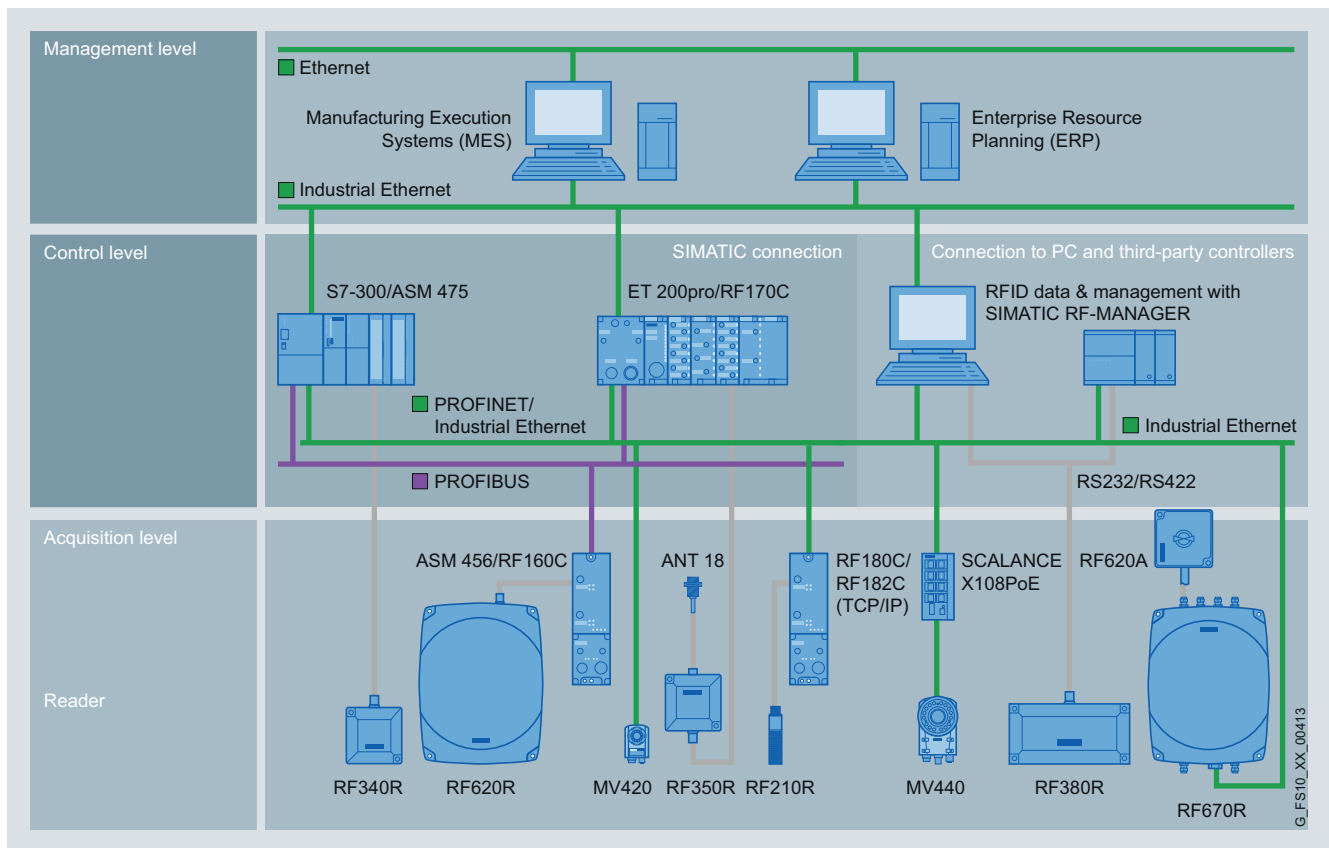 Management level
Ethernet
Manufacturing Execution
Systems (MES)
Enterprise Resource
Planning (ERP)
Industrial Ethernet
Control level
SIMATIC connection
Connection to PC and third-party controllers
S7-300/ASM 475
ET 200pro/RF170C
RFID data & management with
SIMATIC RF-MANAGER
PROFINET/
Industrial Ethernet
Industrial Ethernet
PROFIBUS
RS232/RS422
Acquisition level
ASM 456/RF160C
ANT 18
RF180C/
RF182C
(TCP/IP)
SCALANCE
X108PoE
RF620A
Reader
RF340R
RF620R
MV420
RF350R
RF210R
MV440
RF380R
RF670R
G_FS10_XX_00413